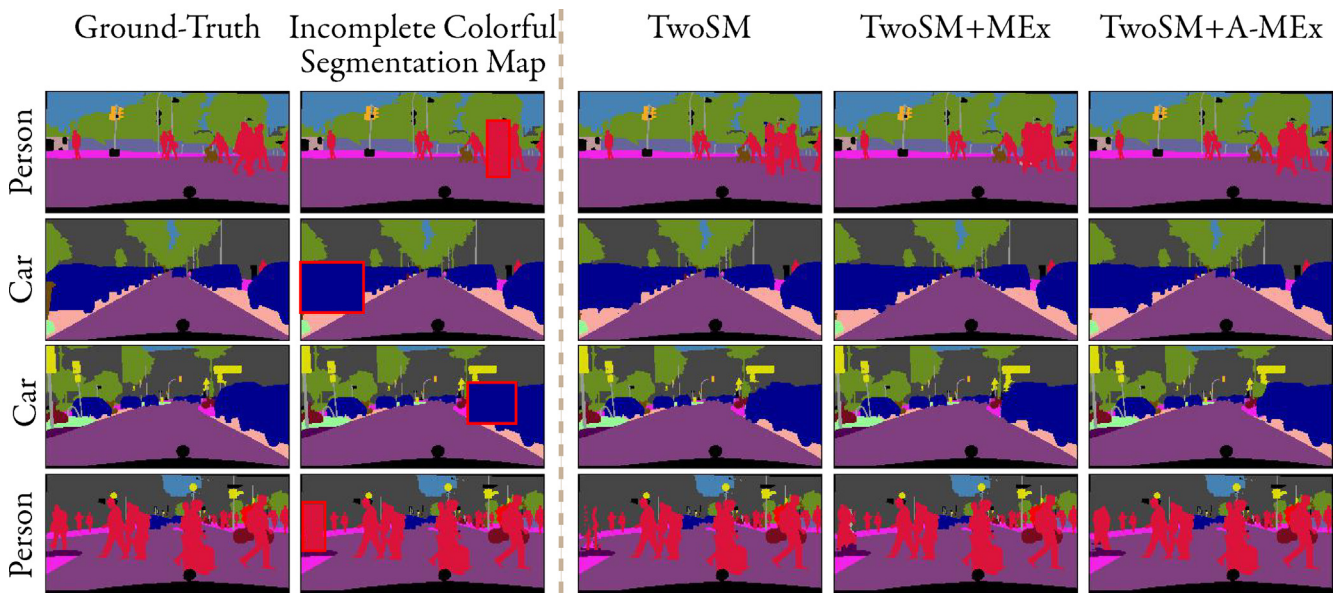 Ground-Truth
Incomplete Colorful
Segmentation Map
TwoSM
TwoSM+MEx
TwoSM+A-MEx
Person
Car
Car
Person